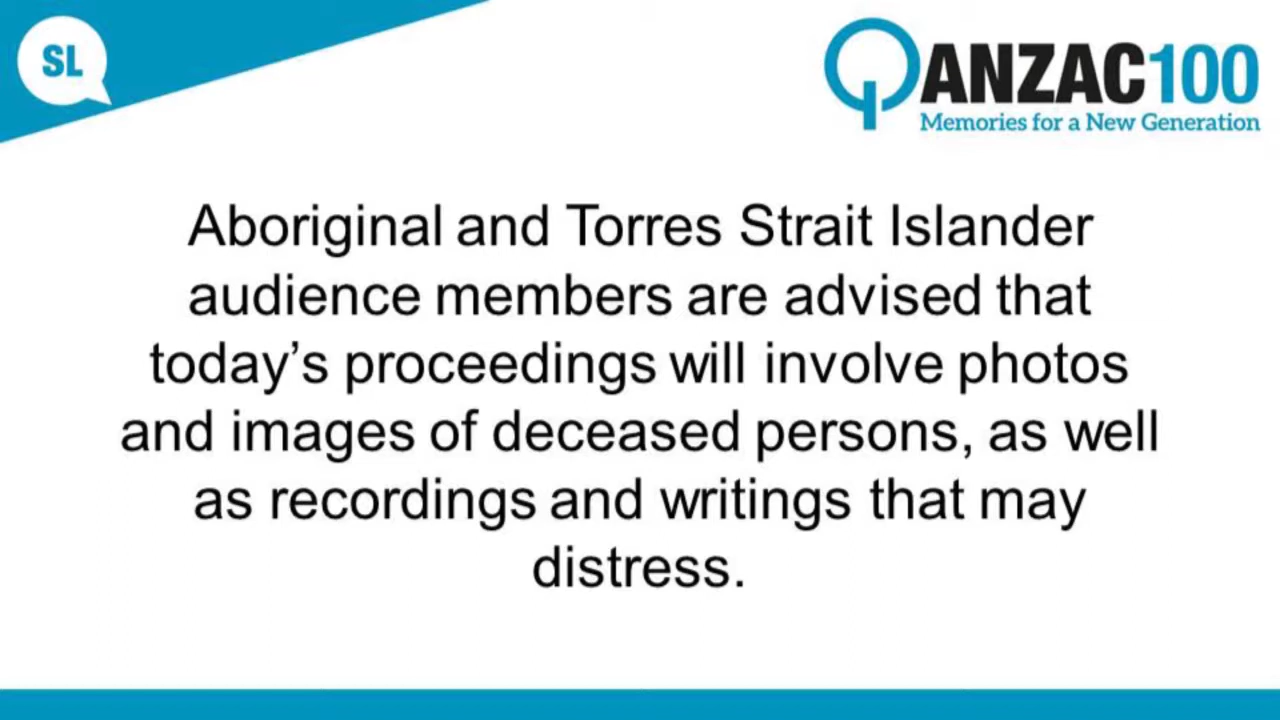 SL
QANZAC100
Memories for a New Generation
Aboriginal and Torres Strait Islander
audience members are advised that
today’s proceedings will involve photos
and images of deceased persons, as well
as recordings and writings that may
distress.